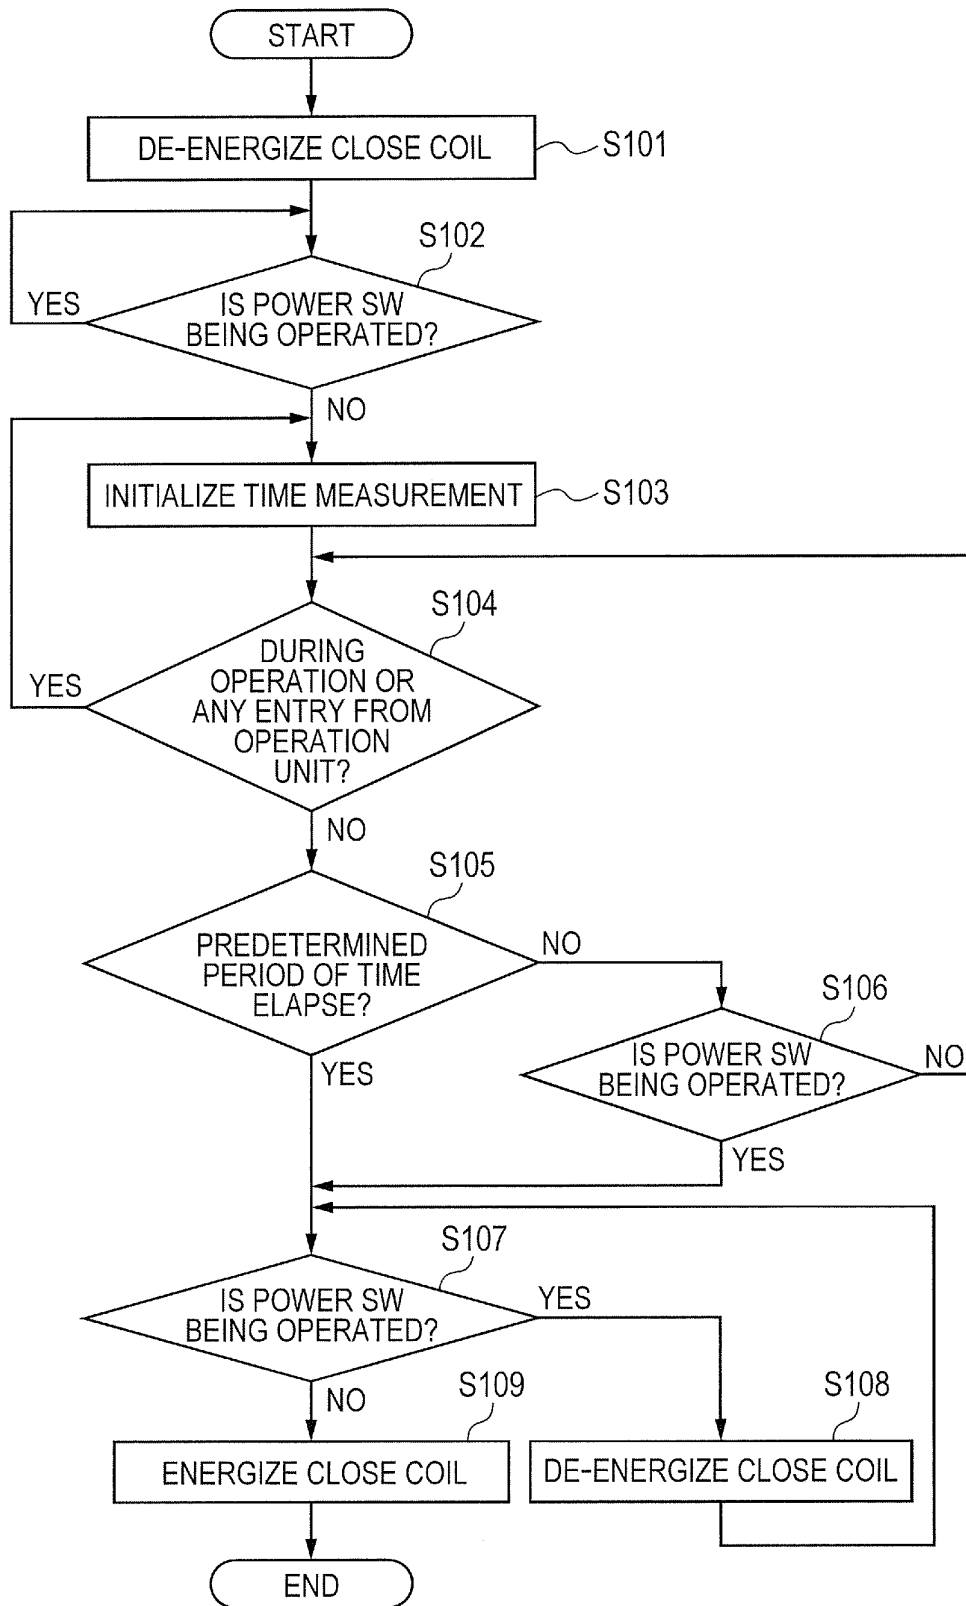 START
DE-ENERGIZE CLOSE COIL
S101
S102
YES
IS POWER SW
BEING OPERATED?
NO
INITIALIZE TIME MEASUREMENT
S103
S104
YES
DURING
OPERATION OR
ANY ENTRY FROM
OPERATION
UNIT?
NO
S105
PREDETERMINED
PERIOD OF TIME
ELAPSE?
NO
YES
S106
IS POWER SW
BEING OPERATED?
NO
YES
S107
IS POWER SW
BEING OPERATED?
YES
NO
S109
ENERGIZE CLOSE COIL
S108
DE-ENERGIZE CLOSE COIL
END